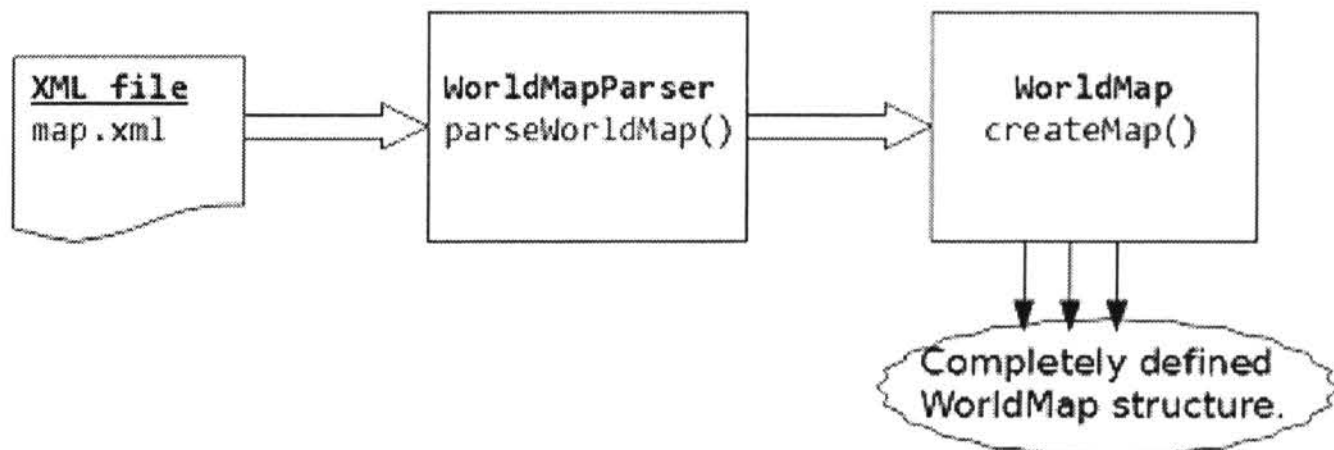 XML file
map.xml
WorldMapParser
parseWorldMap()
WorldMap
createMap()
Completely defined
WorldMap structure.